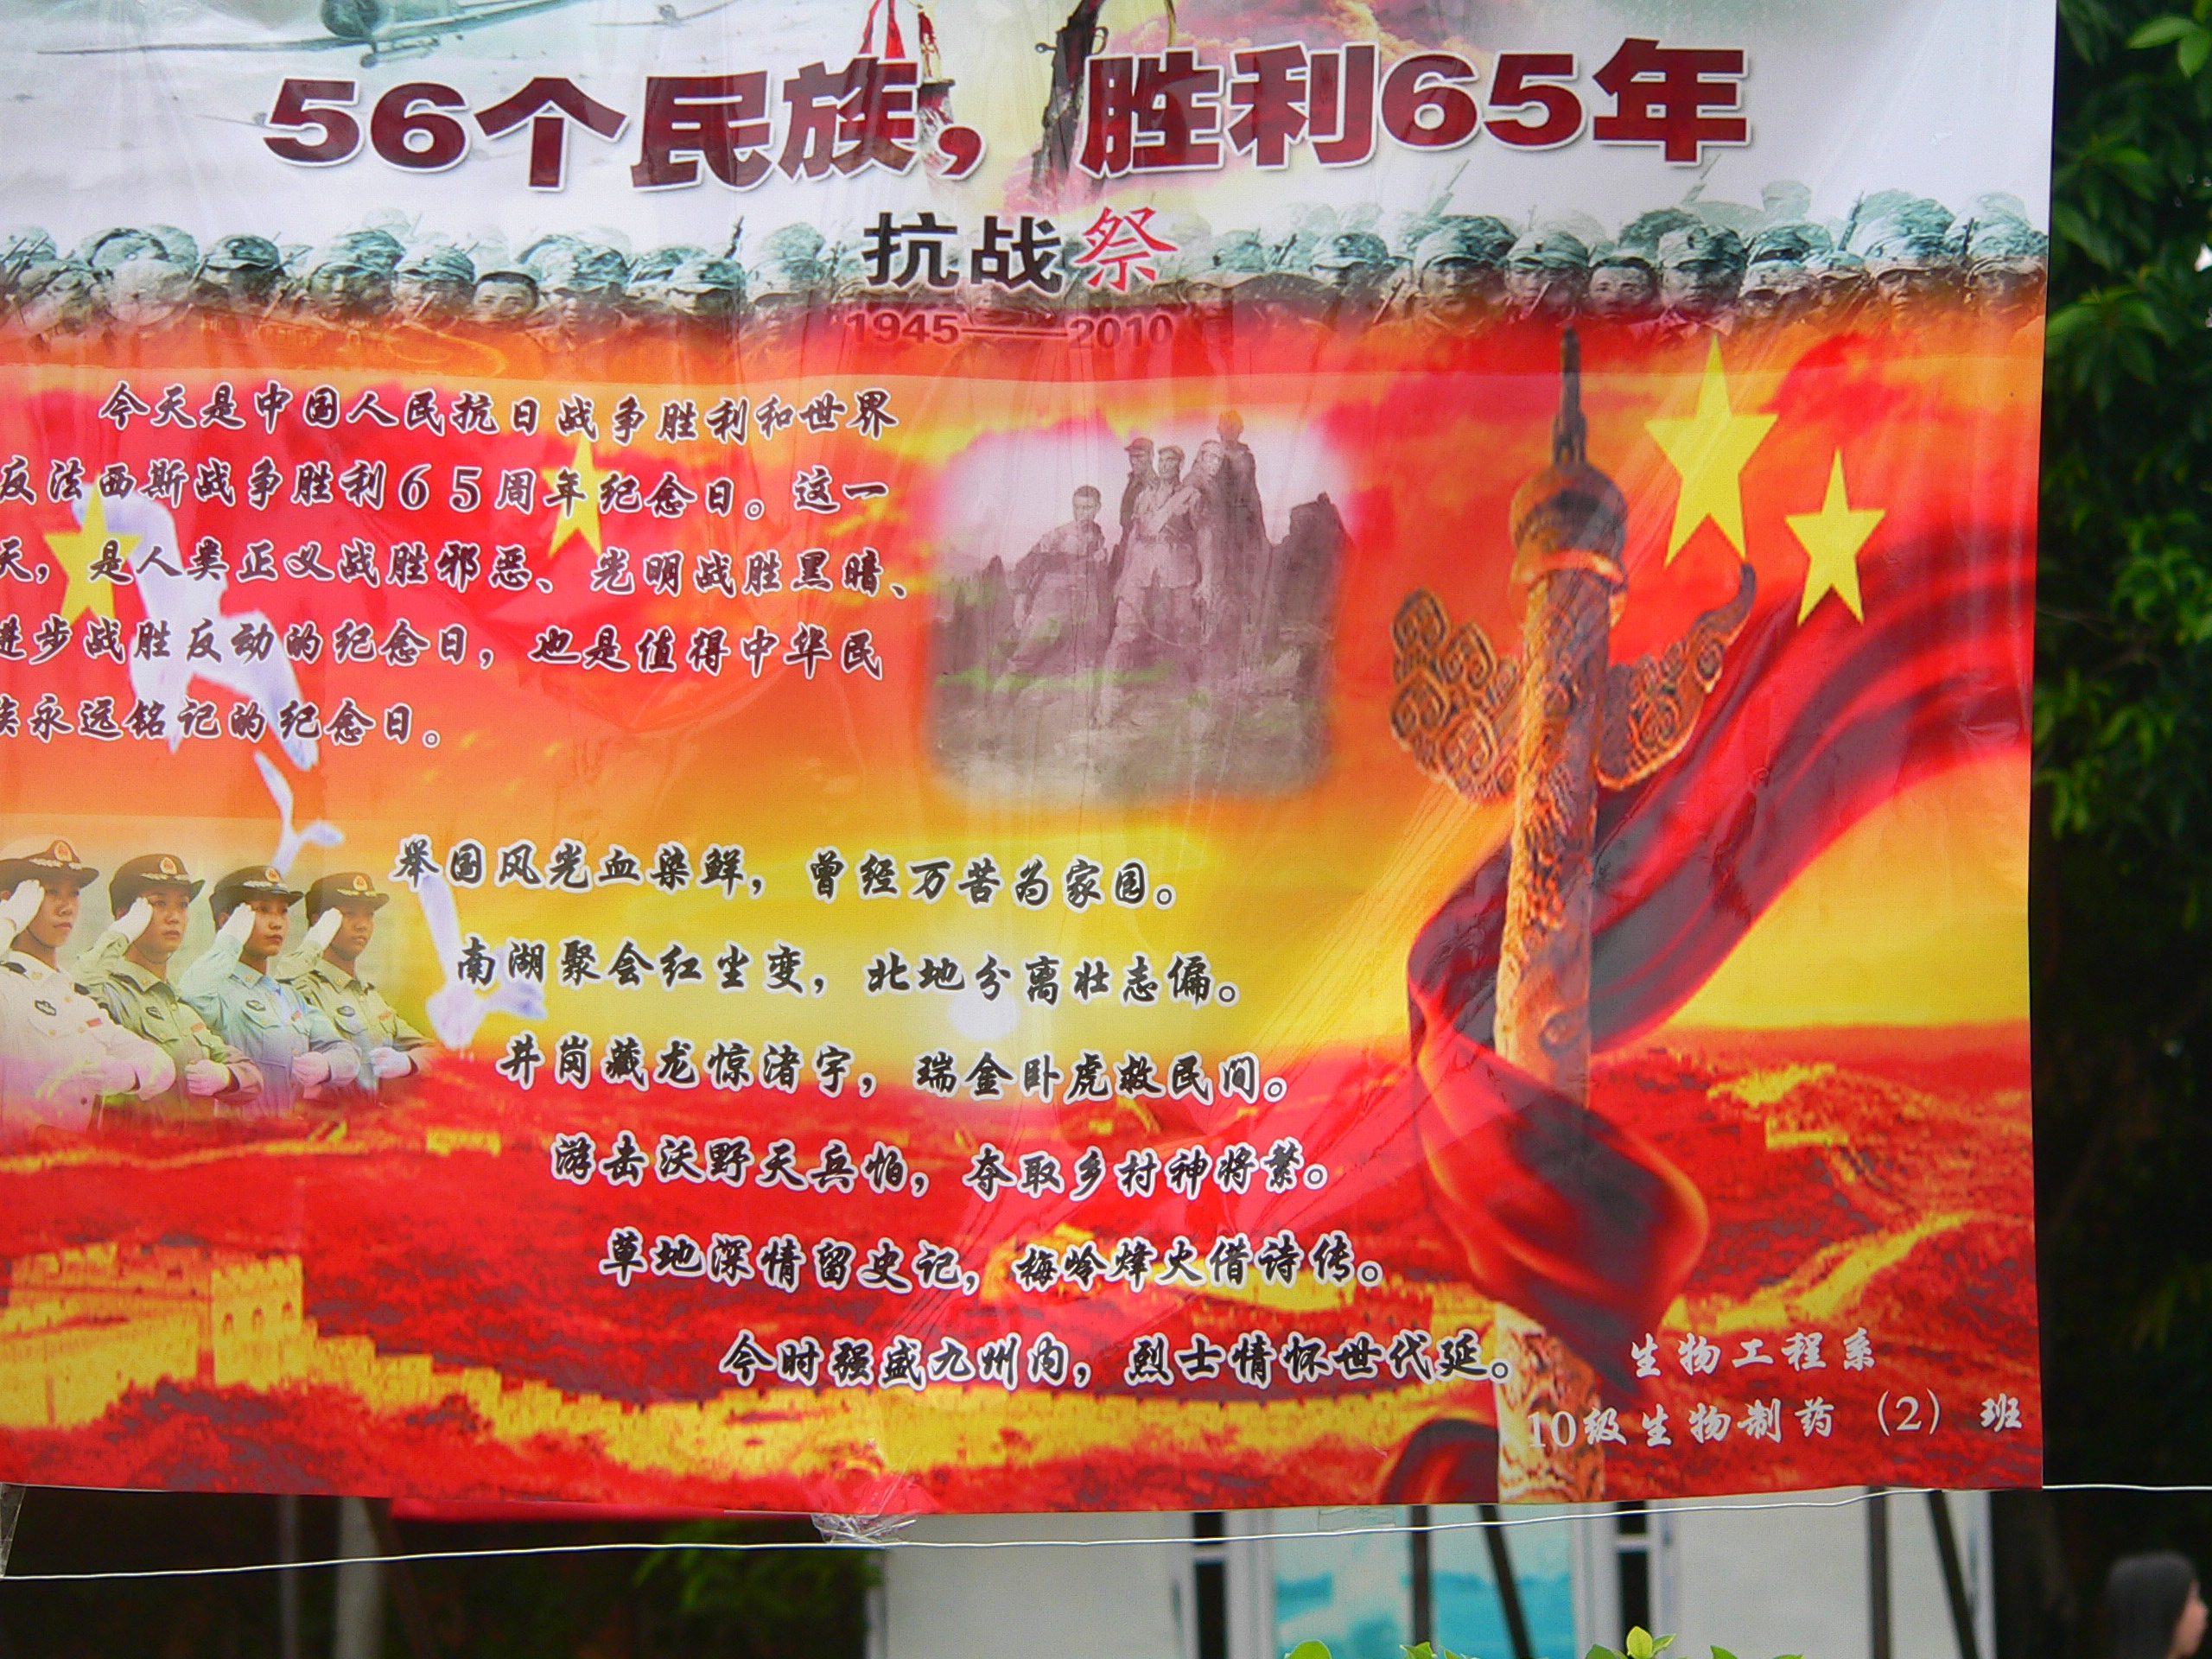 56个民族，胜利65年
抗战祭
1945——2010
今天是中国人民抗日战争胜利和世界
反法西斯战争胜利65周年纪念日。这一
天，是人类正义战胜邪恶、光明战胜黑暗、
进步战胜反动的纪念日，也是值得中华民
族永远铭记的纪念日。
举国风光血染鲜，曾经万苦为家园。
南湖聚会红尘变，北地分离壮志偏。
井岗藏龙惊渚宇，瑞金卧虎救民间。
游击沃野天兵怕，夺取乡村神将繁。
草地深情留史记，梅岭烽火借诗传。
今时强盛九州内，烈士情怀世代延。
生物工程系
10级生物制药（2）班